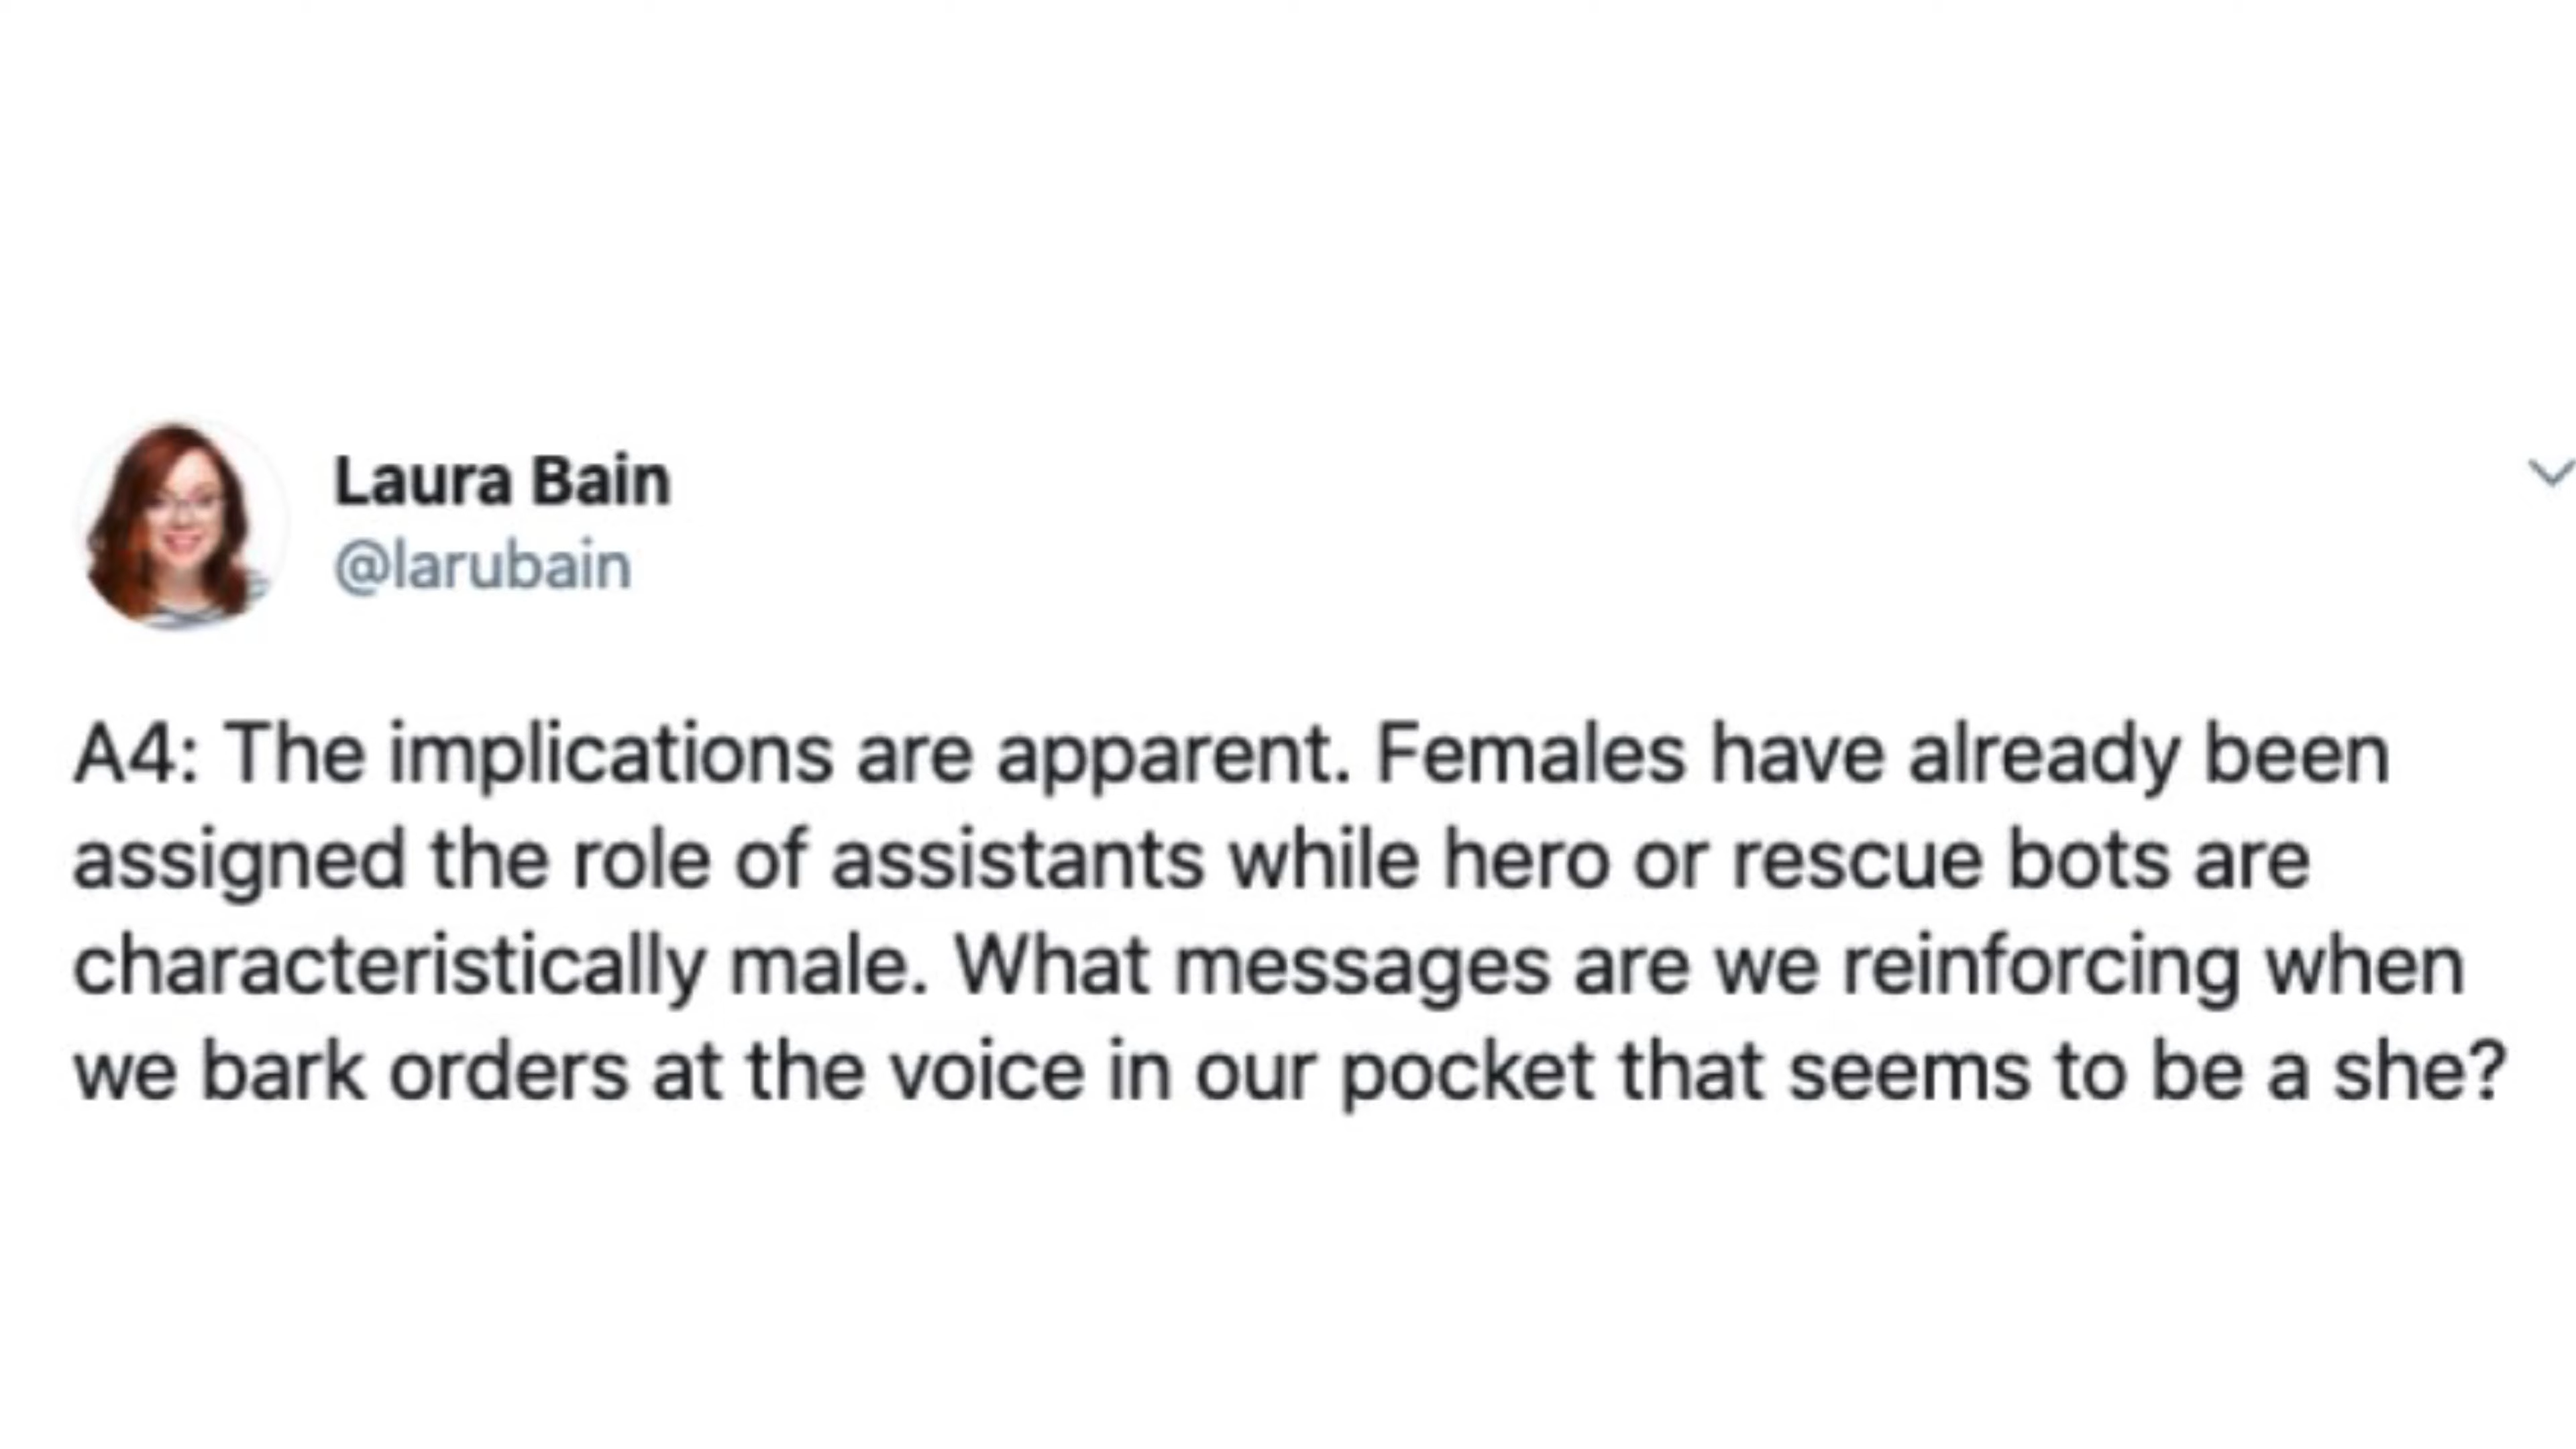 Laura Bain
@larubain
A4: The implications are apparent. Females have already been
assigned the role of assistants while hero or rescue bots are
characteristically male. What messages are we reinforcing when
we bark orders at the voice in our pocket that seems to be a she?